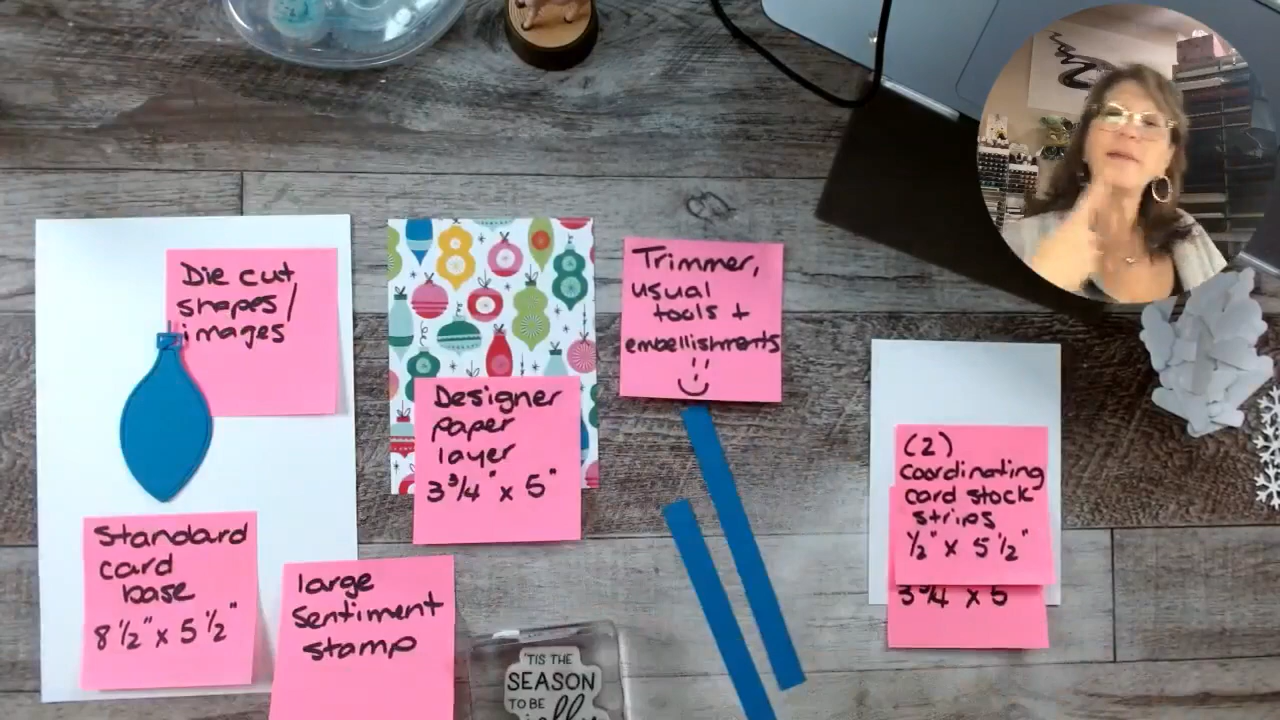 Die cut
shapes/
images
Standard
card
base
8 1/2" x 5 1/2"
large
sentiment
stamp
Designer
paper
layer
3 3/4" x 5"
Trimmer,
usual
tools +
embellishments
(2)
coordinating
card stock
strips
1/2" x 5 1/2"
3 3/4 x 5
'TIS THE
SEASON
TO BE